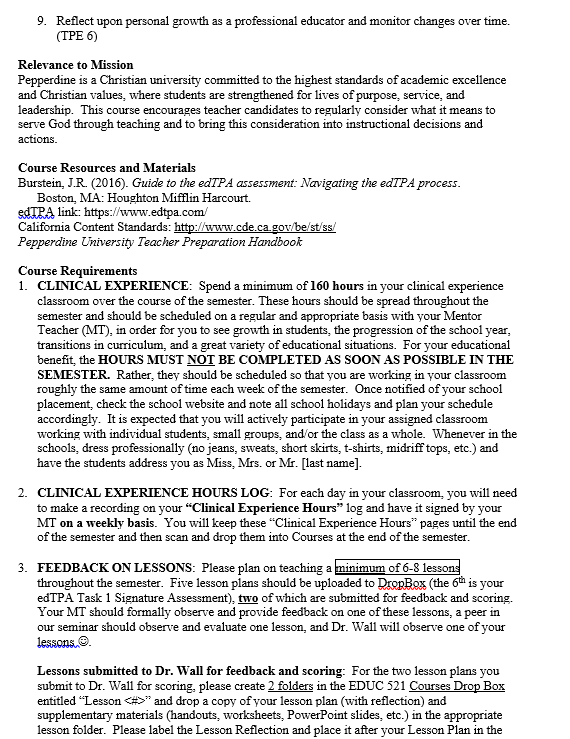 9. Reflect upon personal growth as a professional educator and monitor changes over time.
(TPE 6)
Relevance to Mission
Pepperdine is a Christian university committed to the highest standards of academic excellence
and Christian values, where students are strengthened for lives of purpose, service, and
leadership. This course encourages teacher candidates to regularly consider what it means to
serve God through teaching and to bring this consideration into instructional decisions and
actions.
Course Resources and Materials
Burstein, J.R. (2016). Guide to the edTPA assessment: Navigating the edTPA process.
Boston, MA: Houghton Mifflin Harcourt.
edTPA link: https://www.edtpa.com/
California Content Standards: http://www.cde.ca.gov/be/st/ss/
Pepperdine University Teacher Preparation Handbook
Course Requirements
1. CLINICAL EXPERIENCE: Spend a minimum of 160 hours in your clinical experience
classroom over the course of the semester. These hours should be spread throughout the
semester and should be scheduled on a regular and appropriate basis with your Mentor
Teacher (MT), in order for you to see growth in students, the progression of the school year,
transitions in curriculum, and a great variety of educational situations. For your educational
benefit, the HOURS MUST NOT BE COMPLETED AS SOON AS POSSIBLE IN THE
SEMESTER. Rather, they should be scheduled so that you are working in your classroom
roughly the same amount of time each week of the semester. Once notified of your school
placement, check the school website and note all school holidays and plan your schedule
accordingly. It is expected that you will actively participate in your assigned classroom
working with individual students, small groups, and/or the class as a whole. Whenever in the
schools, dress professionally (no jeans, sweats, short skirts, t-shirts, midriff tops, etc.) and
have the students address you as Miss, Mrs. or Mr. [last name].
2. CLINICAL EXPERIENCE HOURS LOG: For each day in your classroom, you will need
to make a recording on your “Clinical Experience Hours” log and have it signed by your
MT on a weekly basis. You will keep these “Clinical Experience Hours” pages until the end
of the semester and then scan and drop them into Courses at the end of the semester.
3. FEEDBACK ON LESSONS: Please plan on teaching a minimum of 6-8 lessons
throughout the semester. Five lesson plans should be uploaded to DropBox (the 6th is your
edTPA Task 1 Signature Assessment), two of which are submitted for feedback and scoring.
Your MT should formally observe and provide feedback on one of these lessons, a peer in
our seminar should observe and evaluate one lesson, and Dr. Wall will observe one of your
lessons ☺.
Lessons submitted to Dr. Wall for feedback and scoring: For the two lesson plans you
submit to Dr. Wall for scoring, please create 2 folders in the EDUC 521 Courses Drop Box
entitled “Lesson <#>” and drop a copy of your lesson plan (with reflection) and
supplementary materials (handouts, worksheets, PowerPoint slides, etc.) in the appropriate
lesson folder. Please label the Lesson Reflection and place it after your Lesson Plan in the